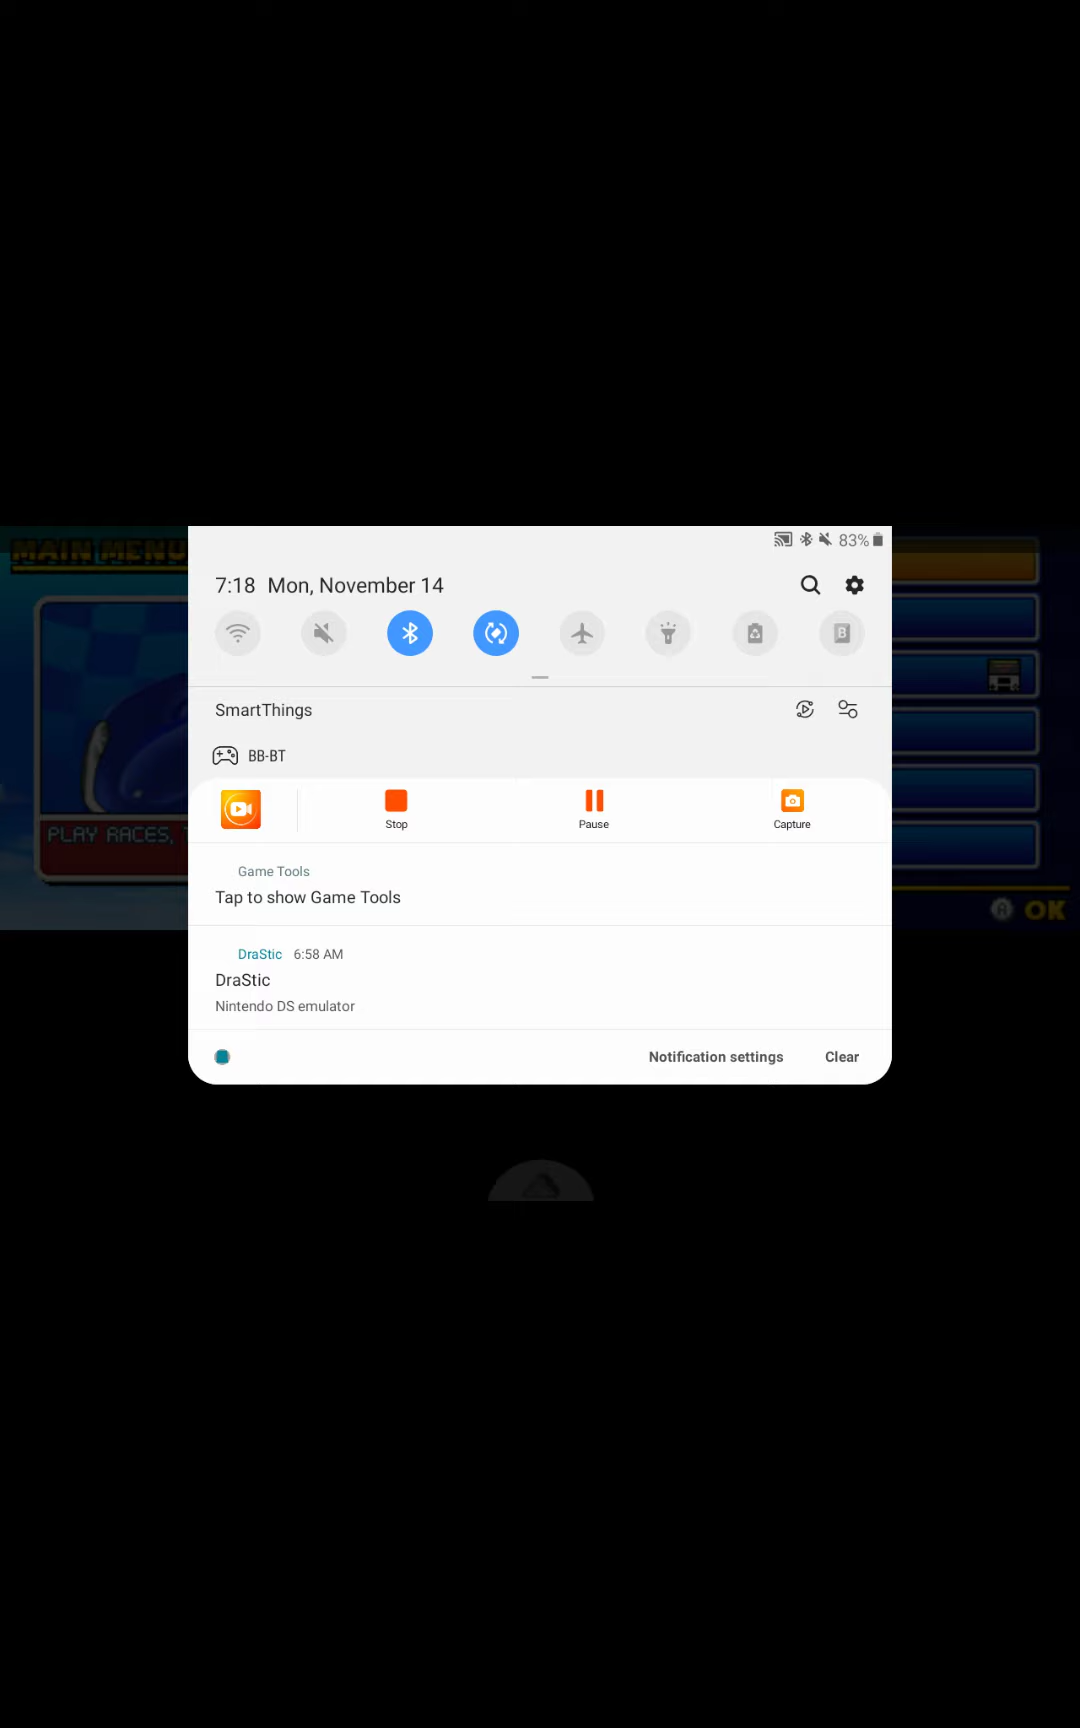 83%
7:18 Mon, November 14
B
SmartThings
BB-BT
Stop
Pause
Capture
Game Tools
Tap to show Game Tools
DraStic 6:58 AM
DraStic
Nintendo DS emulator
Notification settings
Clear
MAIN MENU
PLAY RACES,
A OK